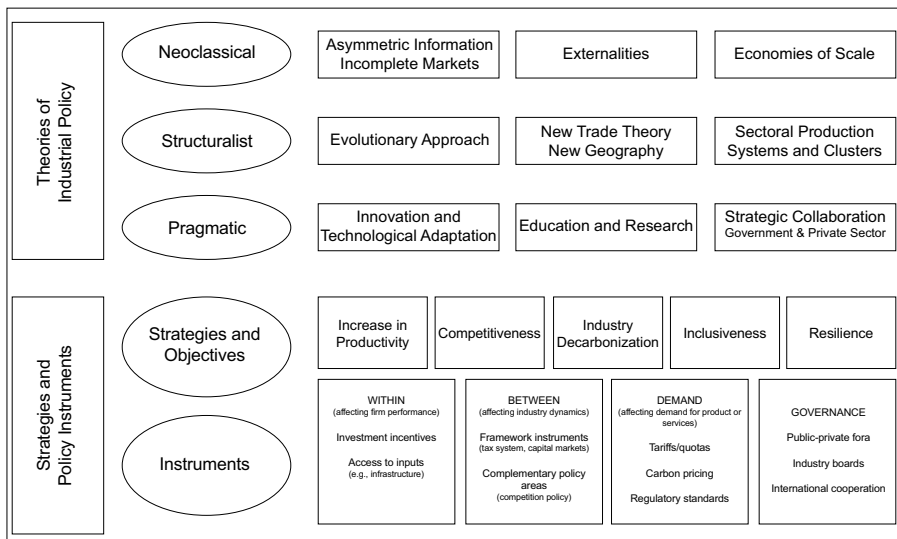 Theories of
Industrial Policy
Neoclassical
Asymmetric Information
Incomplete Markets
Externalities
Economies of Scale
Structuralist
Evolutionary Approach
New Trade Theory
New Geography
Sectoral Production
Systems and Clusters
Pragmatic
Innovation and
Technological Adaptation
Education and Research
Strategic Collaboration
Government & Private Sector
Strategies and
Policy Instruments
Strategies and
Objectives
Increase in
Productivity
Competitiveness
Industry
Decarbonization
Inclusiveness
Resilience
Instruments
WITHIN
(affecting firm performance)
Investment incentives
Access to inputs
(e.g., infrastructure)
BETWEEN
(affecting industry dynamics)
Framework instruments
(tax system, capital markets)
Complementary policy
areas
(competition policy)
DEMAND
(affecting demand for product or
services)
Tariffs/quotas
Carbon pricing
Regulatory standards
GOVERNANCE
Public-private fora
Industry boards
International cooperation